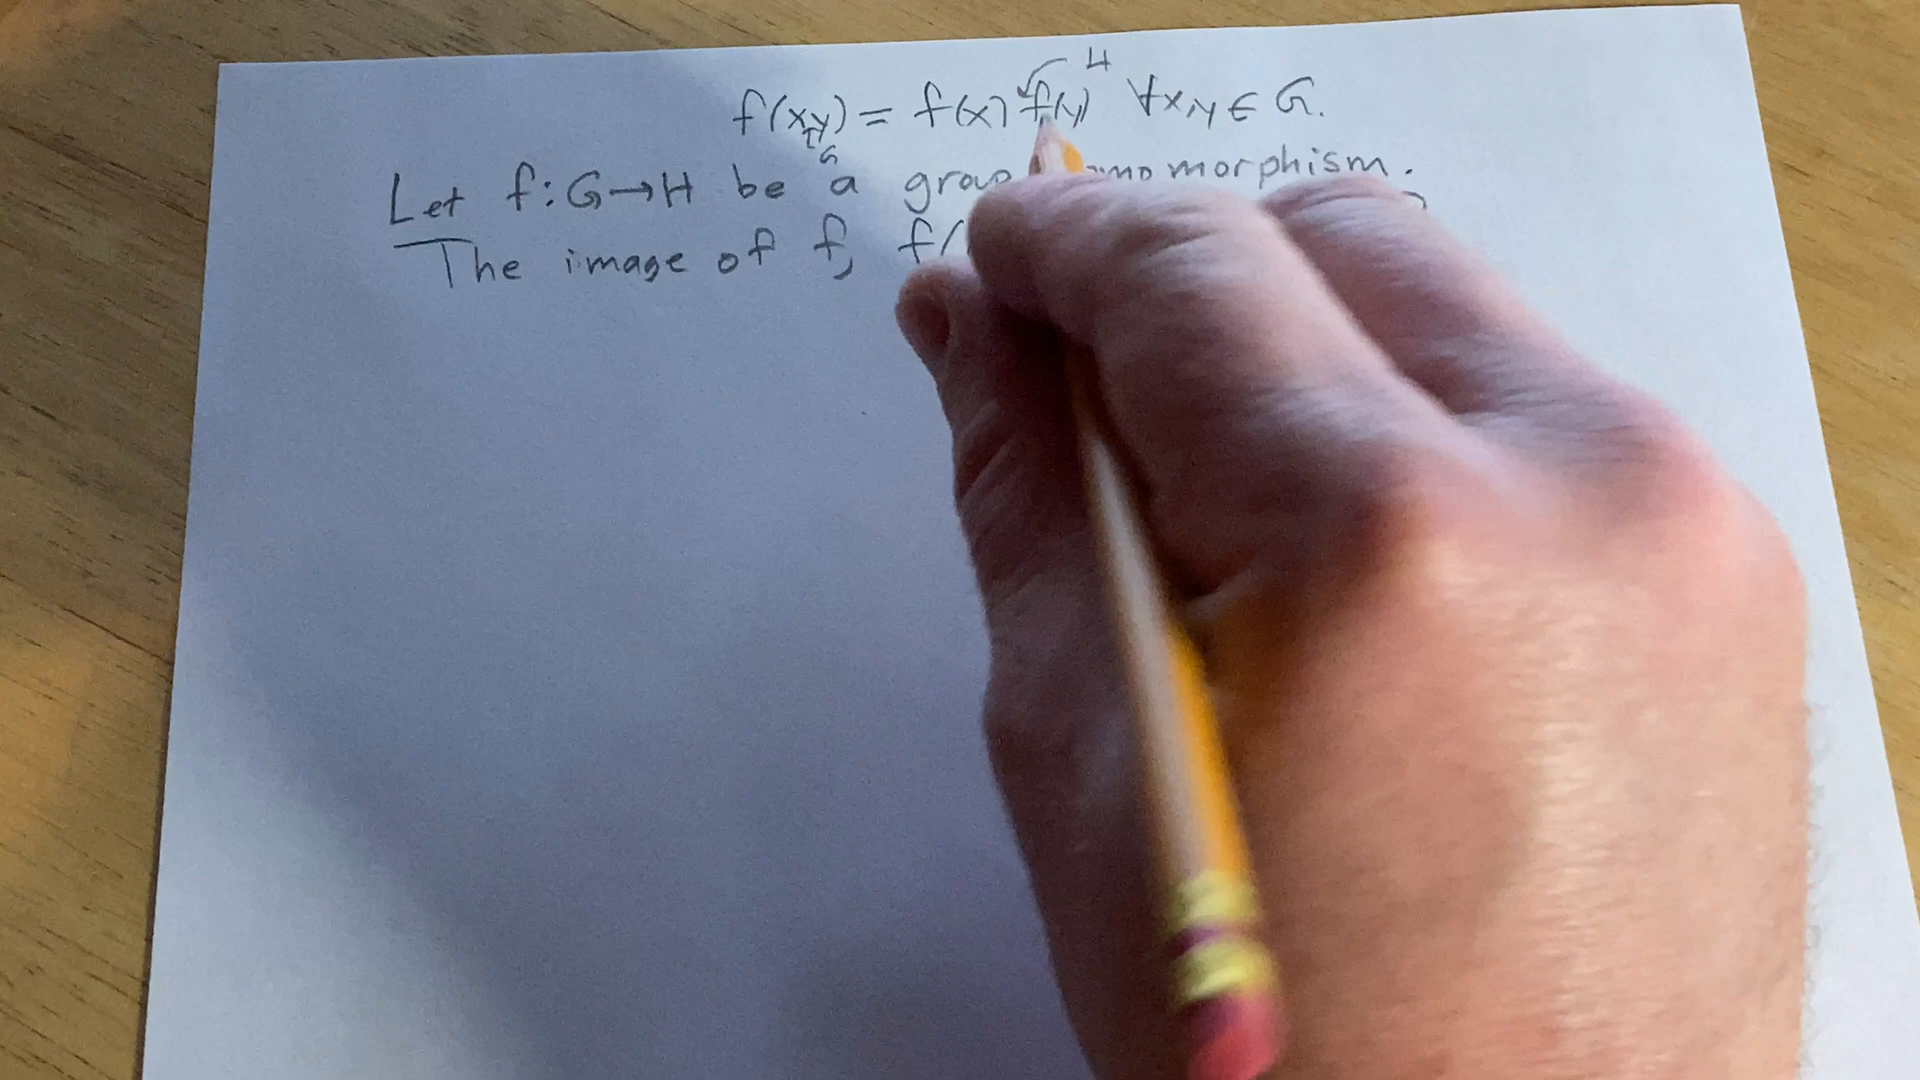 H
f(xy) = f(x) f(y) ∀x,y ∈ G.
G
Let f: G→H be a group homomorphism.
The image of f, f(